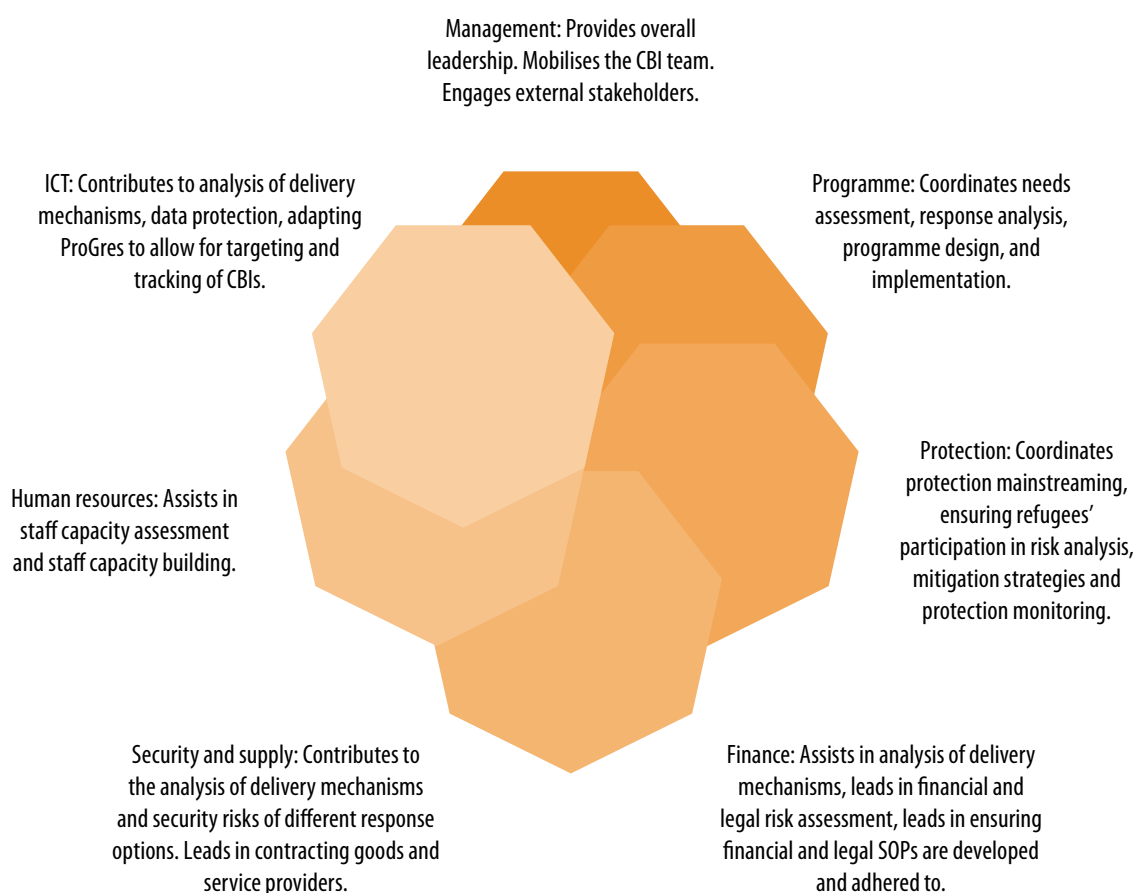 Management: Provides overall
leadership. Mobilises the CBI team.
Engages external stakeholders.
ICT: Contributes to analysis of delivery
mechanisms, data protection, adapting
ProGres to allow for targeting and
tracking of CBIs.
Programme: Coordinates needs
assessment, response analysis,
programme design, and
implementation.
Protection: Coordinates
protection mainstreaming,
ensuring refugees’
participation in risk analysis,
mitigation strategies and
protection monitoring.
Human resources: Assists in
staff capacity assessment
and staff capacity building.
Security and supply: Contributes to
the analysis of delivery mechanisms
and security risks of different response
options. Leads in contracting goods and
service providers.
Finance: Assists in analysis of delivery
mechanisms, leads in financial and
legal risk assessment, leads in ensuring
financial and legal SOPs are developed
and adhered to.